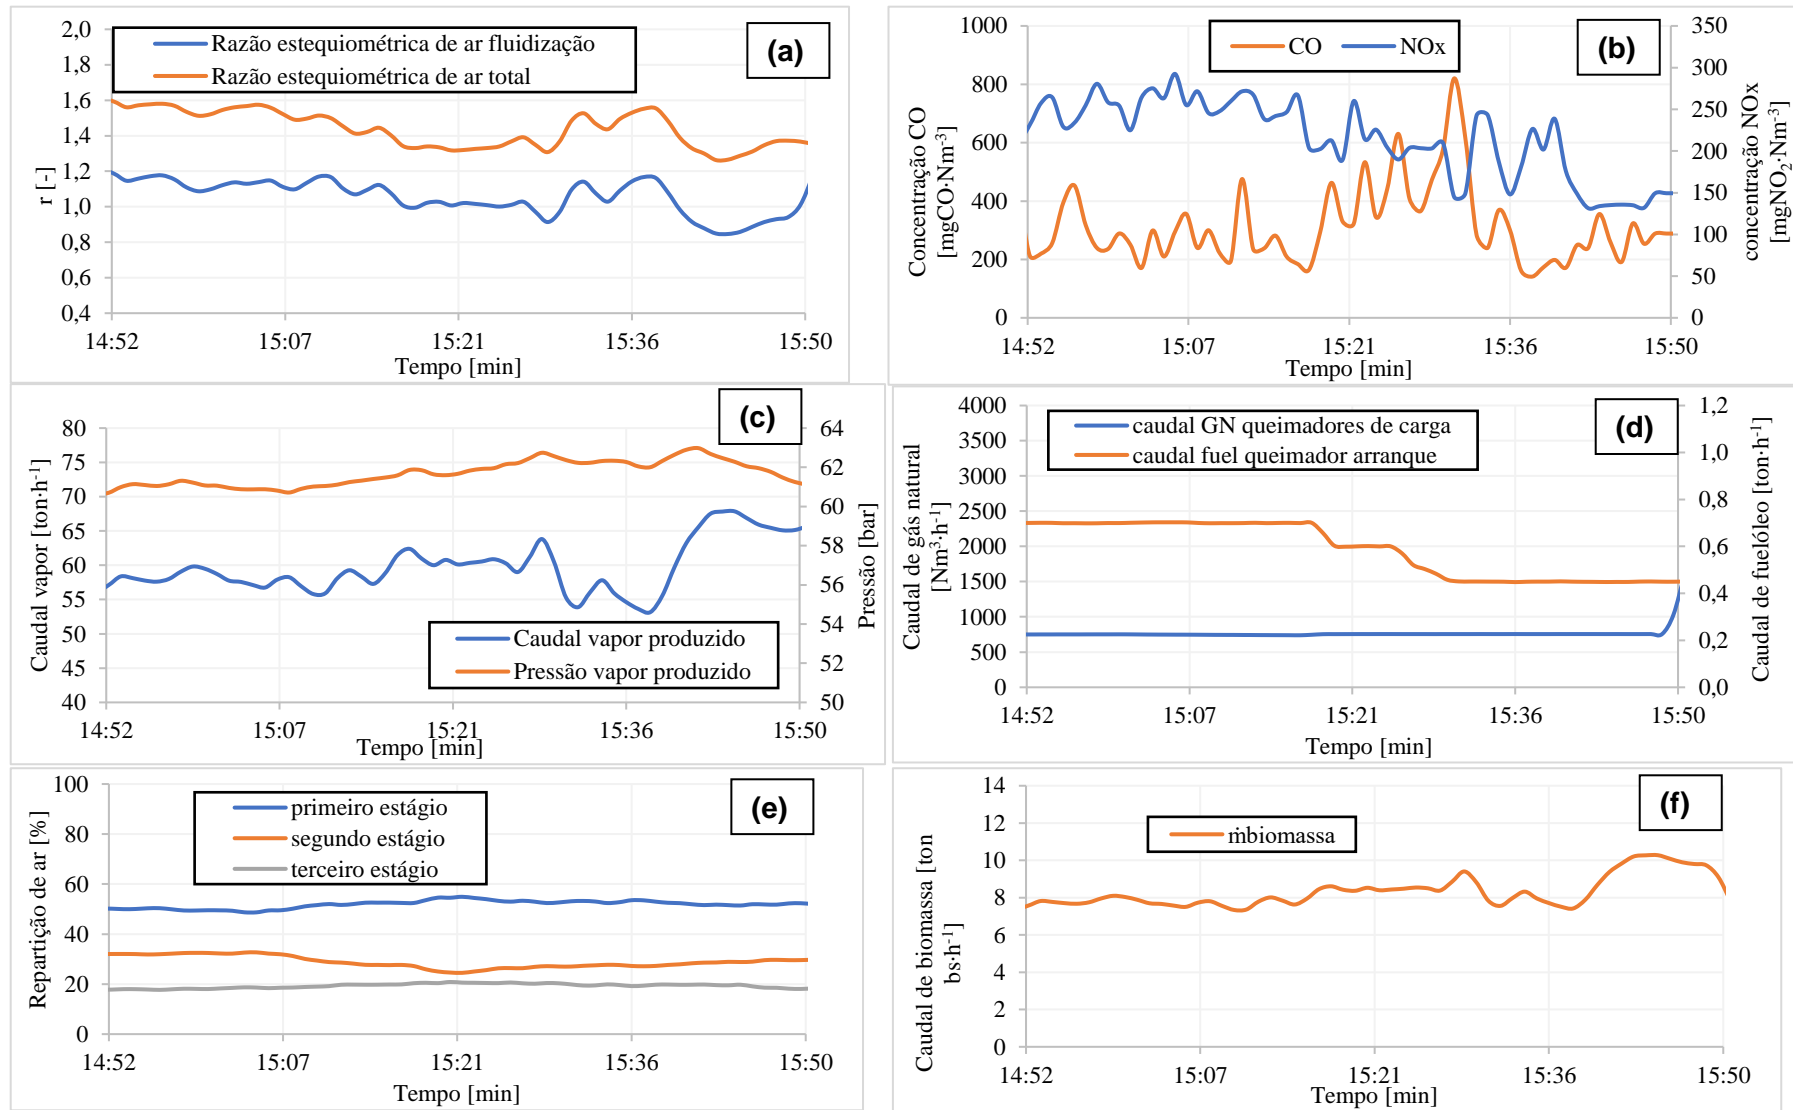 2,0
1,8
1,6
1,4
1,2
1,0
0,8
0,6
0,4
r [-]
Razão estequiométrica de ar fluidização
Razão estequiométrica de ar total
(a)
14:52 15:07 15:21 15:36 15:50
Tempo [min]
1000
800
600
400
200
0
Concentração CO
[mgCO·Nm-3]
CO NOx
(b)
350
300
250
200
150
100
50
0
concentração NOx
[mgNO2·Nm-3]
14:52 15:07 15:21 15:36 15:50
Tempo [min]
80
75
70
65
60
55
50
45
40
Caudal vapor [ton·h-1]
(c)
64
62
60
58
56
54
52
50
Pressão [bar]
Caudal vapor produzido
Pressão vapor produzido
14:52 15:07 15:21 15:36 15:50
Tempo [min]
4000
3500
3000
2500
2000
1500
1000
500
0
Caudal de gás natural
[Nm3·h-1]
caudal GN queimadores de carga
caudal fuel queimador arranque
(d)
1,2
1,0
0,8
0,6
0,4
0,2
0,0
Caudal de fuelóleo [ton·h-1]
14:52 15:07 15:21 15:36 15:50
Tempo [min]
100
80
60
40
20
0
Repartição de ar [%]
primeiro estágio
segundo estágio
terceiro estágio
(e)
14:52 15:07 15:21 15:36 15:50
Tempo [min]
14
12
10
8
6
4
2
0
Caudal de biomassa [ton
bs·h-1]
ṁbiomassa
(f)
14:52 15:07 15:21 15:36 15:50
Tempo [min]